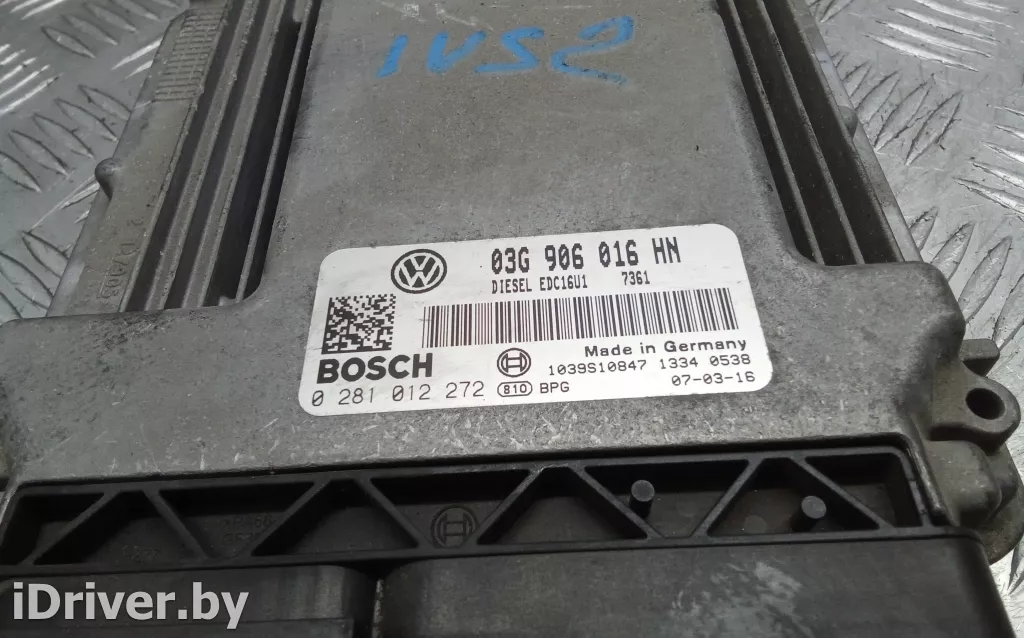 1VS2
03G 906 016 HN
DIESEL EDC16U1 7361
BOSCH
Made in Germany
1039S10847 1334 0538
0 281 012 272 810 BPG
07-03-16
iDriver.by